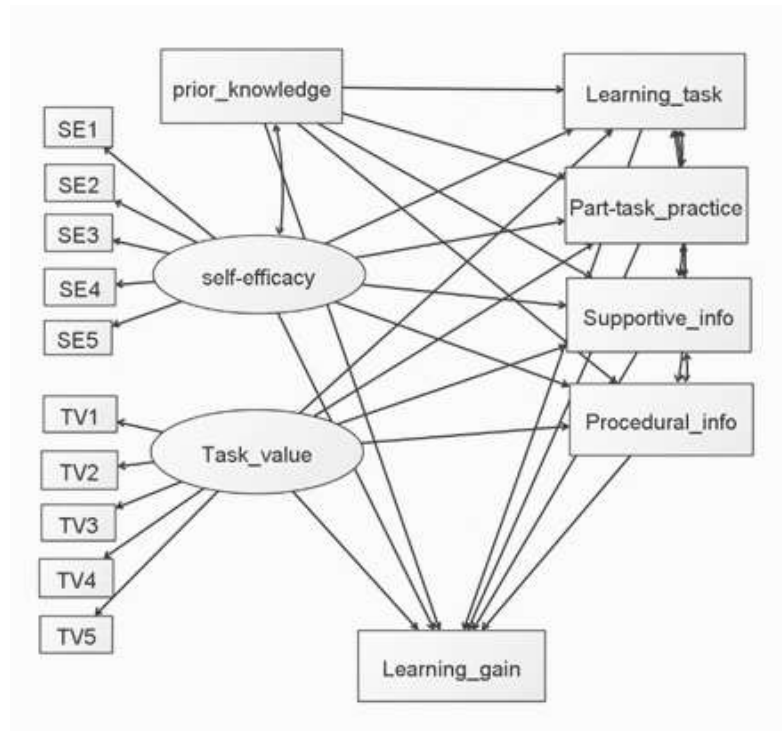 prior_knowledge
Learning_task
SE1
SE2
Part-task_practice
SE3
self-efficacy
SE4
Supportive_info
SE5
TV1
Procedural_info
Task_value
TV2
TV3
TV4
TV5
Learning_gain